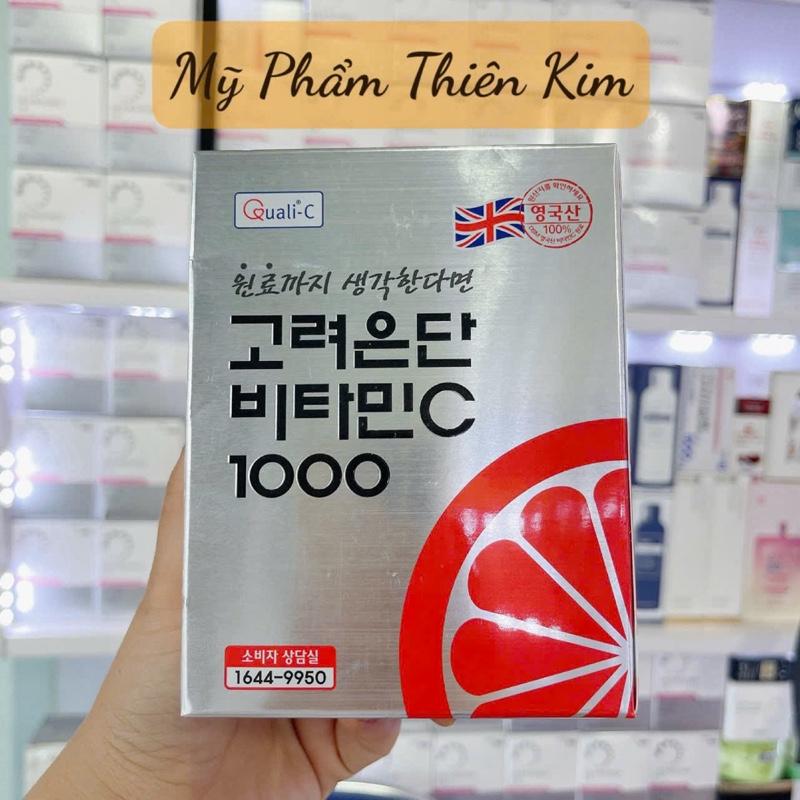 Mỹ Phẩm Thiên Kim
Quali®-C
영국산
100%
원료까지 생각한다면
고려은단
비타민C
1000
소비자 상담실
1644-9950